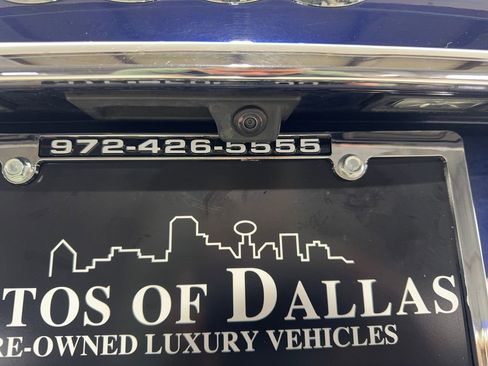 972-426-5555
TOS OF DALLAS
RE-OWNED LUXURY VEHICLES